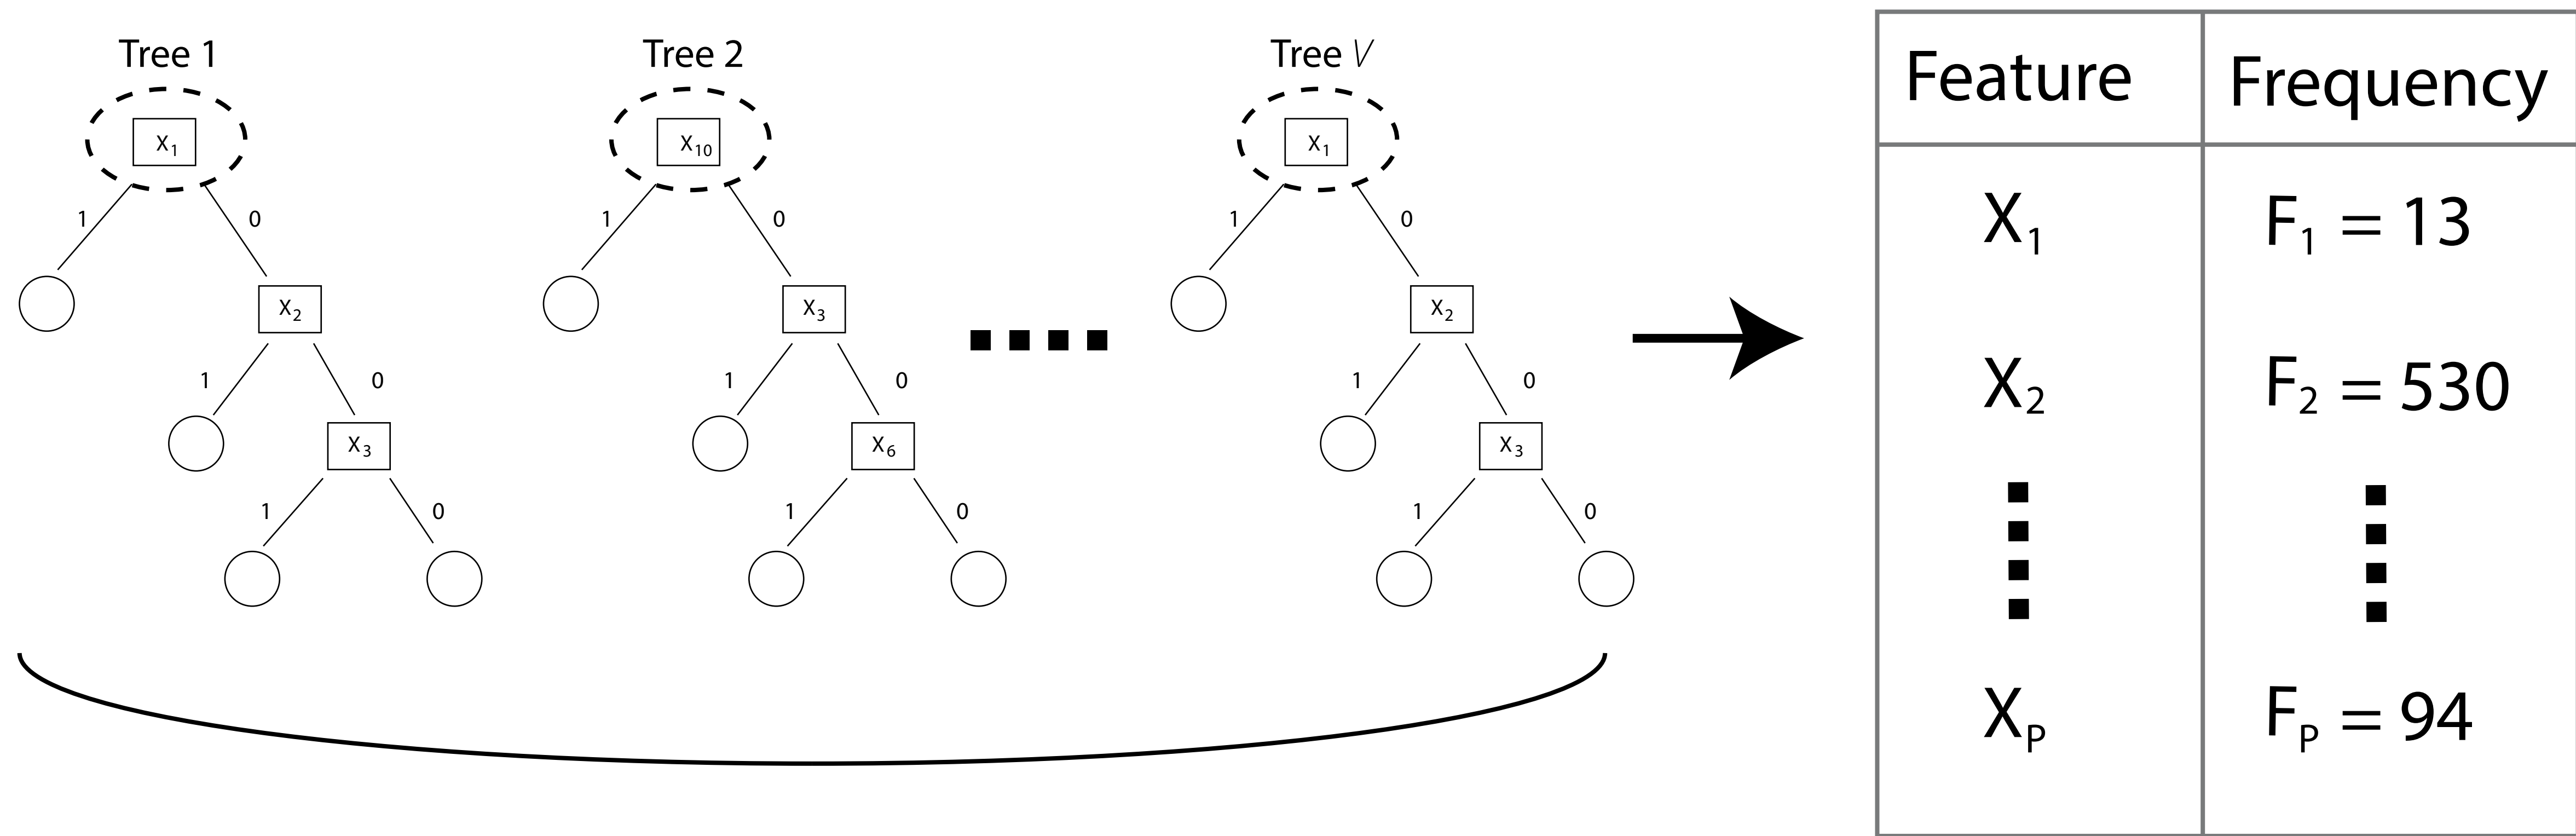 Tree 1
X1
1 0
X2
1 0
X3
1 0
Tree 2
X10
1 0
X3
1 0
X6
1 0
Tree V
X1
1 0
X2
1 0
X3
1 0
Feature Frequency
X1 F1 = 13
X2 F2 = 530
XP FP = 94